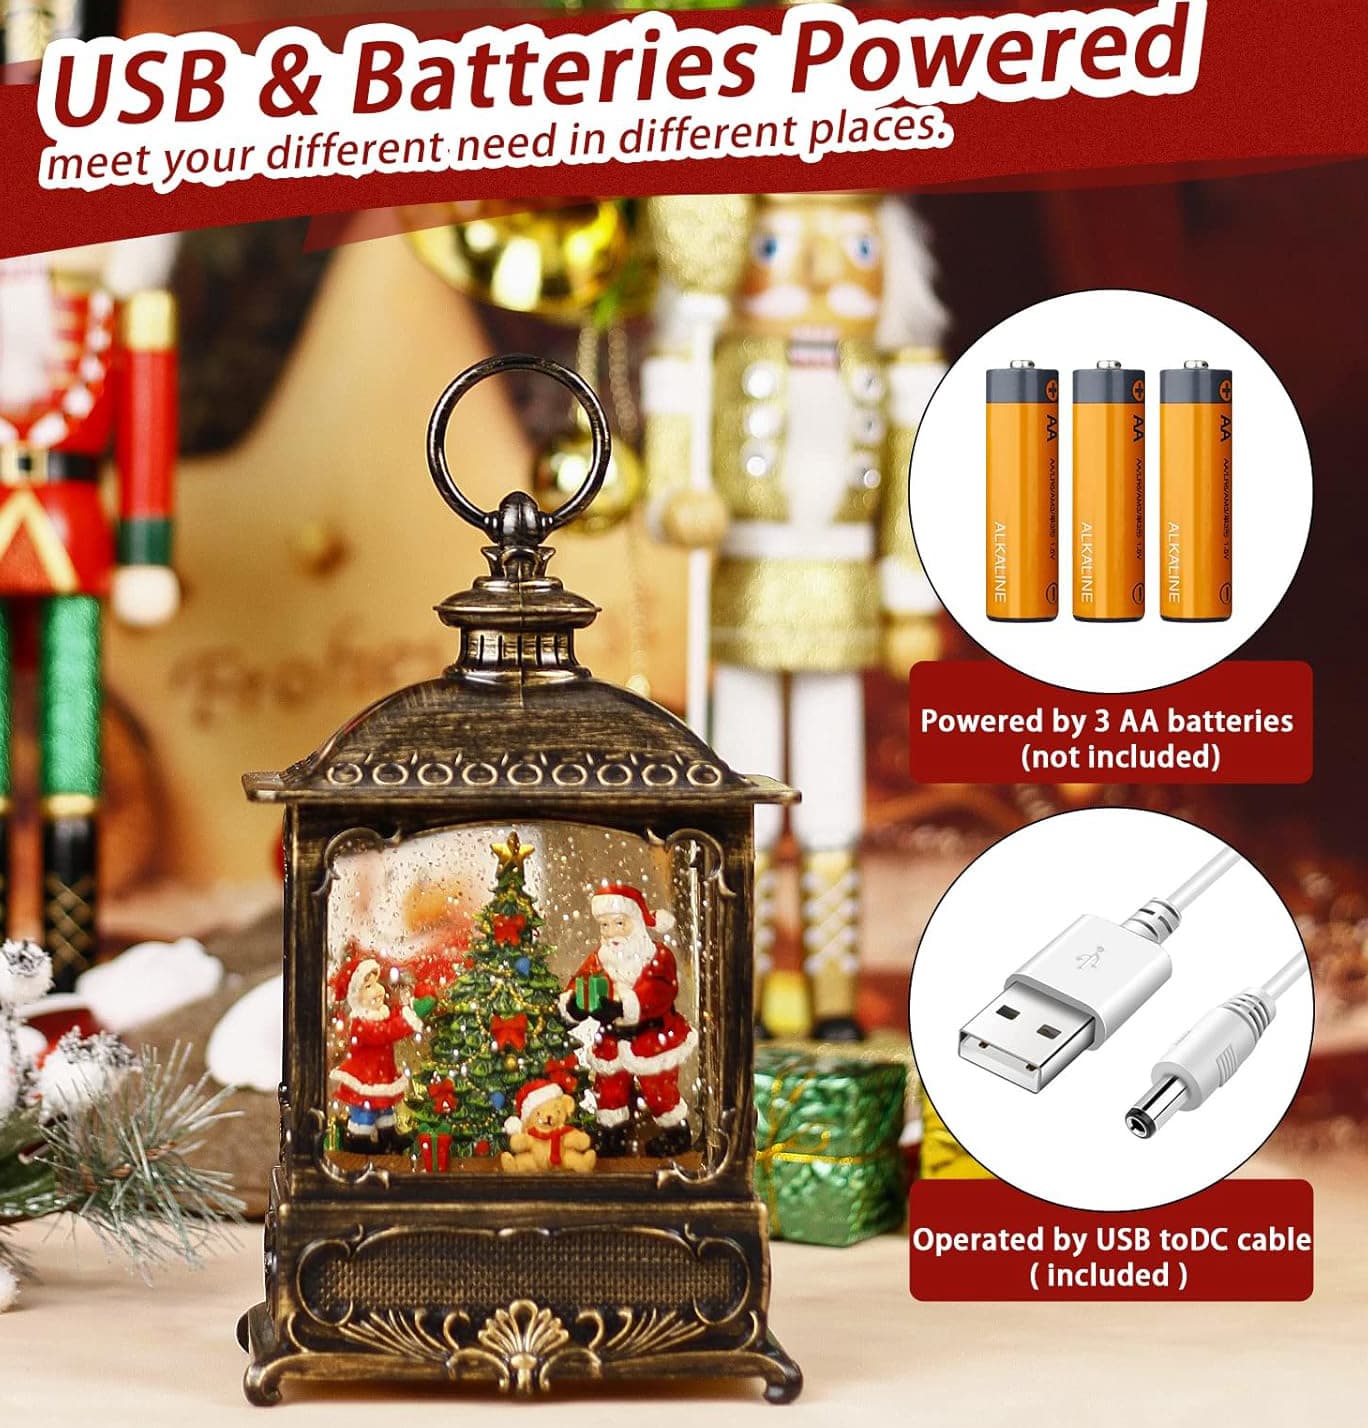 USB & Batteries Powered
meet your different need in different places.
AA
ALKALINE
AA
ALKALINE
AA
ALKALINE
Powered by 3 AA batteries
(not included)
Operated by USB toDC cable
( included )